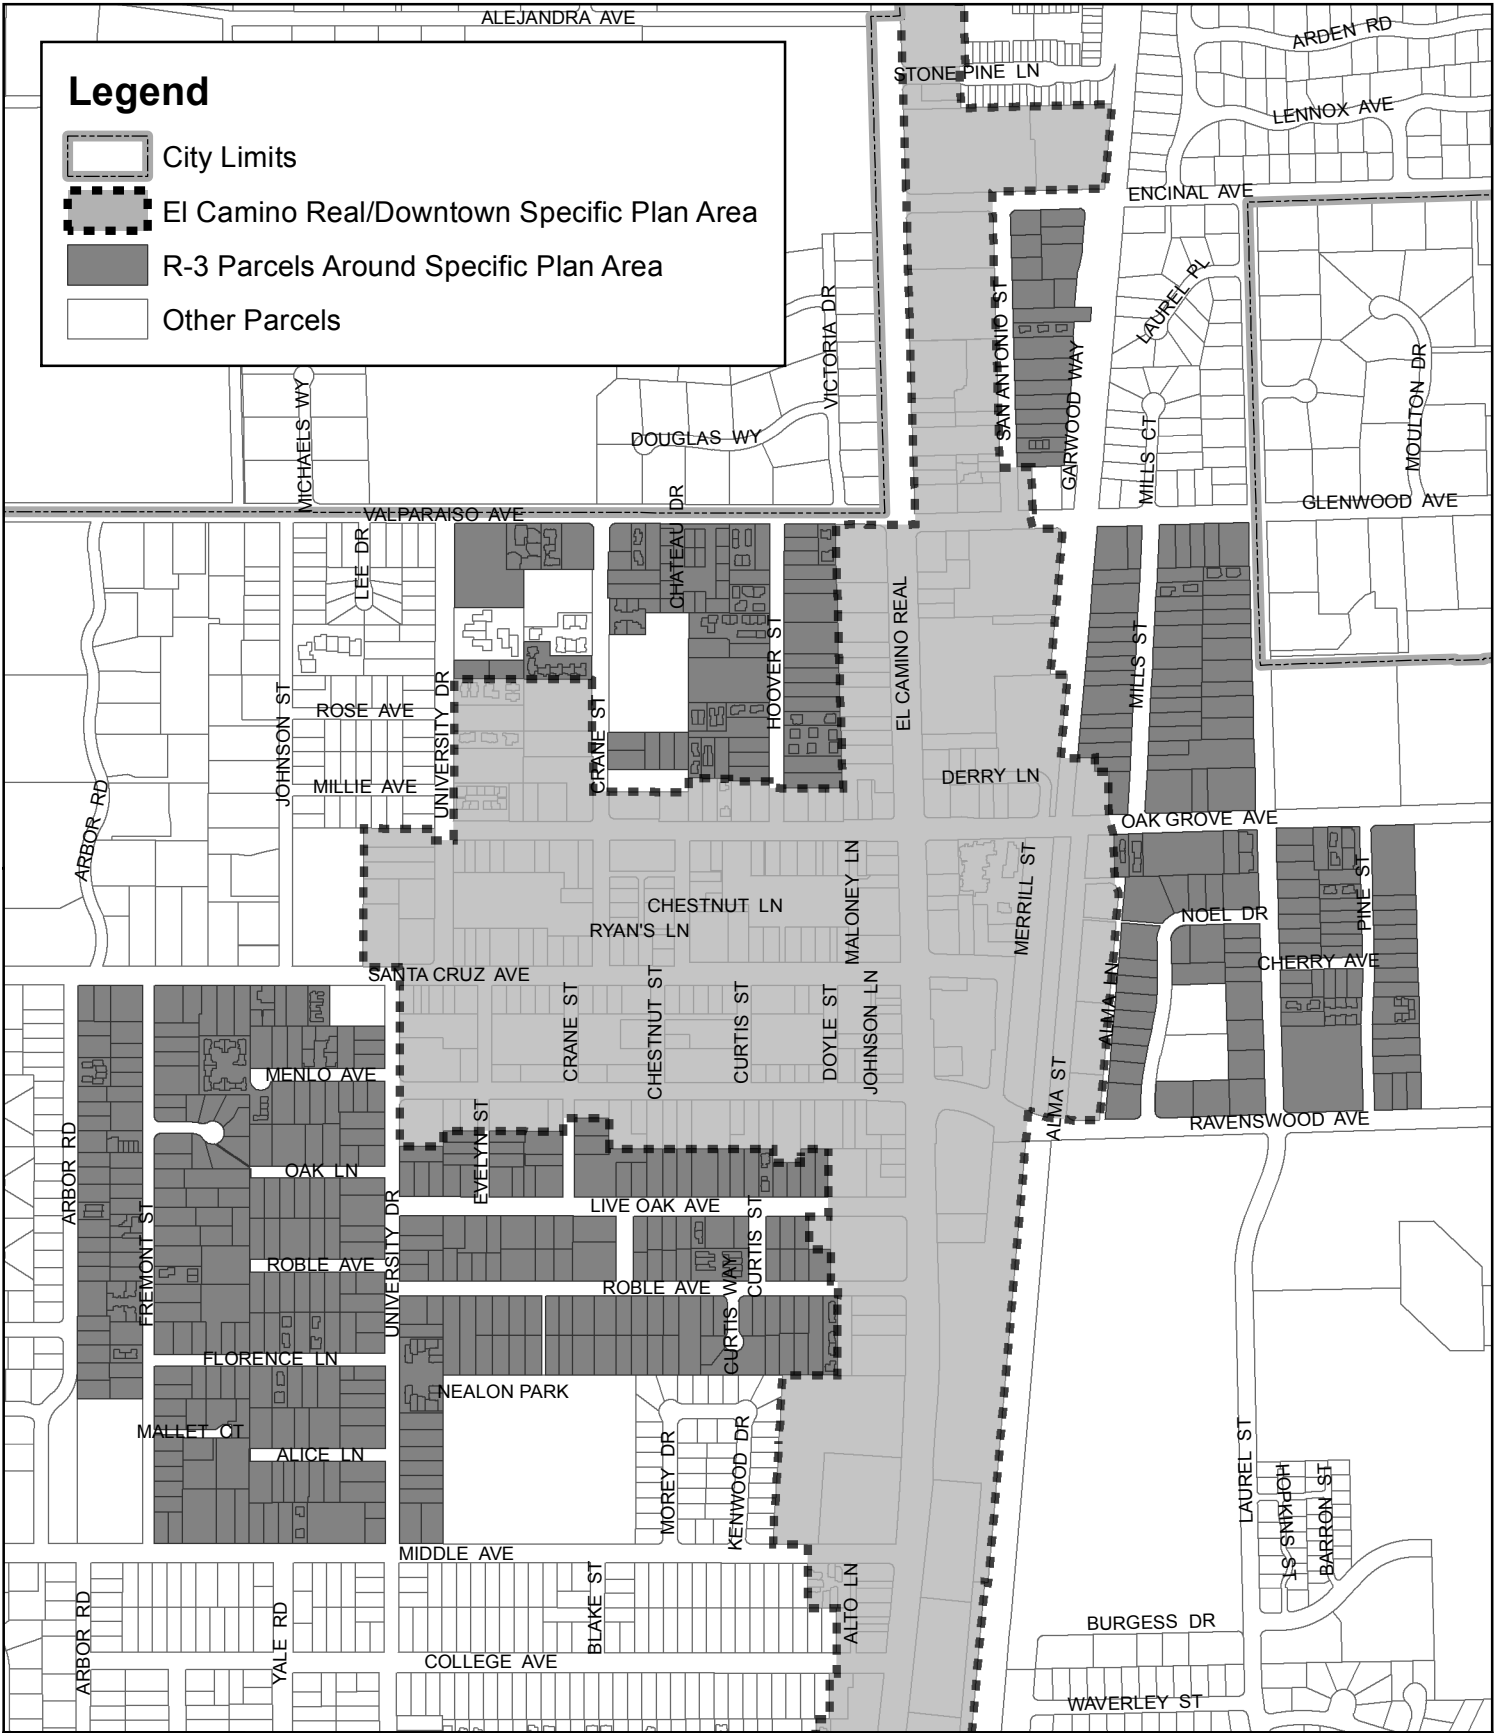 ALEJANDRA AVE
ARDEN RD
STONE PINE LN
Legend
LENNOX AVE
City Limits
ENCINAL AVE
El Camino Real/Downtown Specific Plan Area
R-3 Parcels Around Specific Plan Area
LAUREL PL
Other Parcels
VICTORIA DR
SAN ANTONIO ST
GARWOOD WAY
MOULTON DR
MICHAELS WY
DOUGLAS WY
MILLS CT
CHATEAU DR
GLENWOOD AVE
VALPARAISO AVE
LEE DR
EL CAMINO REAL
HOOVER ST
MILLS ST
JOHNSON ST
ROSE AVE
UNIVERSITY DR
CRANE ST
MILLIE AVE
DERRY LN
ARBOR RD
OAK GROVE AVE
MALONEY LN
MERRILL ST
PINE ST
CHESTNUT LN
NOEL DR
RYAN'S LN
CHERRY AVE
SANTA CRUZ AVE
CRANE ST
CHESTNUT ST
CURTIS ST
DOYLE ST
JOHNSON LN
ALMA LN
MENLO AVE
ALMA ST
RAVENSWOOD AVE
EVELYN ST
ARBOR RD
OAK LN
LIVE OAK AVE
FREMONT ST
UNIVERSITY DR
CURTIS ST
ROBLE AVE
ROBLE AVE
CURTIS WAY
FLORENCE LN
NEALON PARK
MALLET CT
ALICE LN
MOREY DR
KENWOOD DR
LAUREL ST
HOPKINS ST
BARRON ST
MIDDLE AVE
ARBOR RD
YALE RD
BLAKE ST
ALTO LN
BURGESS DR
COLLEGE AVE
WAVERLEY ST